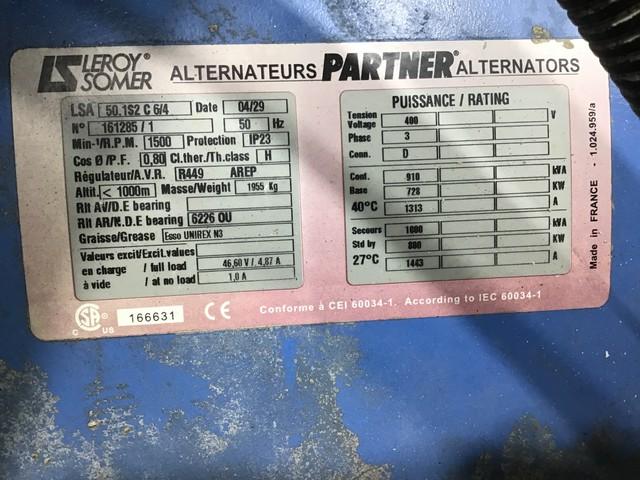 LS LEROY® SOMER ALTERNATEURS PARTNER® ALTERNATORS
LSA 50.1S2 C 6/4 Date 04/29
N° 161285/1 50 Hz
Min-¹/R.P.M. 1500 Protection IP23
Cos Ø /P.F. 0,80 Cl.ther./Th.class H
Régulateur/A.V.R. R449 AREP
Altit. < 1000m Masse/Weight 1955 Kg
Rlt AV/D.E bearing
Rlt AR/N.D.E bearing 6226 OU
Graisse/Grease Esso UNIREX N3
Valeurs excit/Excit.values
en charge / full load 46,60 V / 4,87 A
à vide / at no load 1,0 A
PUISSANCE / RATING
Tension
Voltage 400 V
Phase 3
Conn. D
Cont. 910 kVA
Base 728 KW
40°C 1313 A
Secours 1000 kVA
Std by 800 KW
27°C 1443 A
C US 166631 CE Conforme à CEI 60034-1. According to IEC 60034-1
Made in FRANCE - 1.024.959/a